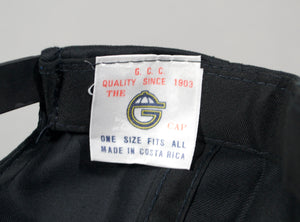 G. C. C.
QUALITY SINCE 1903
THE
G
CAP
ONE SIZE FITS ALL
MADE IN COSTA RICA